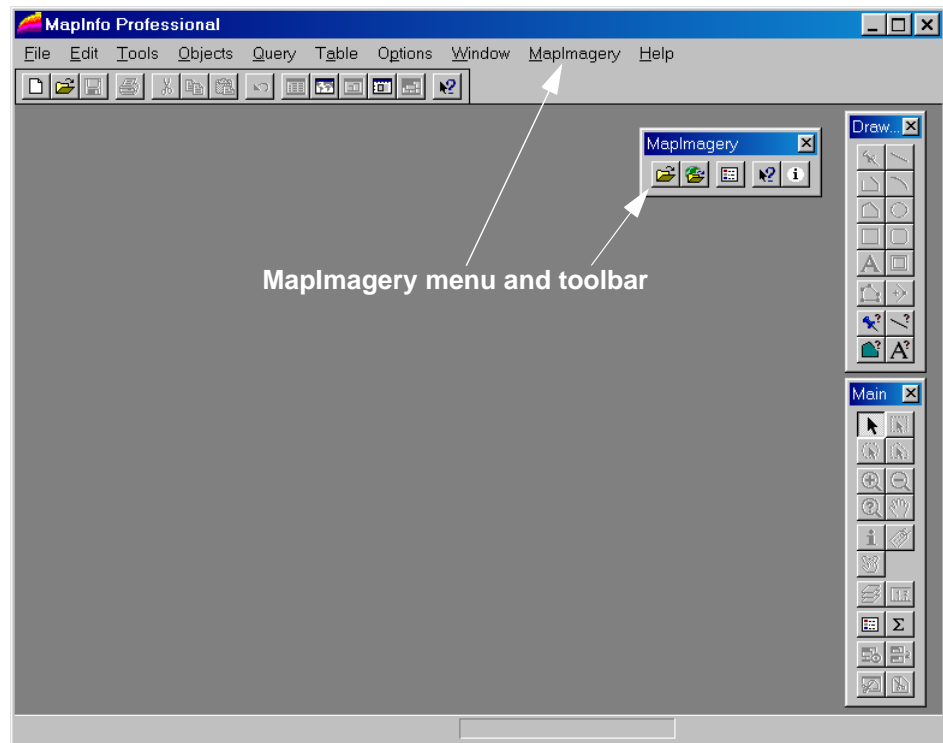 MapInfo Professional
File Edit Tools Objects Query Table Options Window MapImagery Help
MapImagery
Draw...
MapImagery menu and toolbar
Main